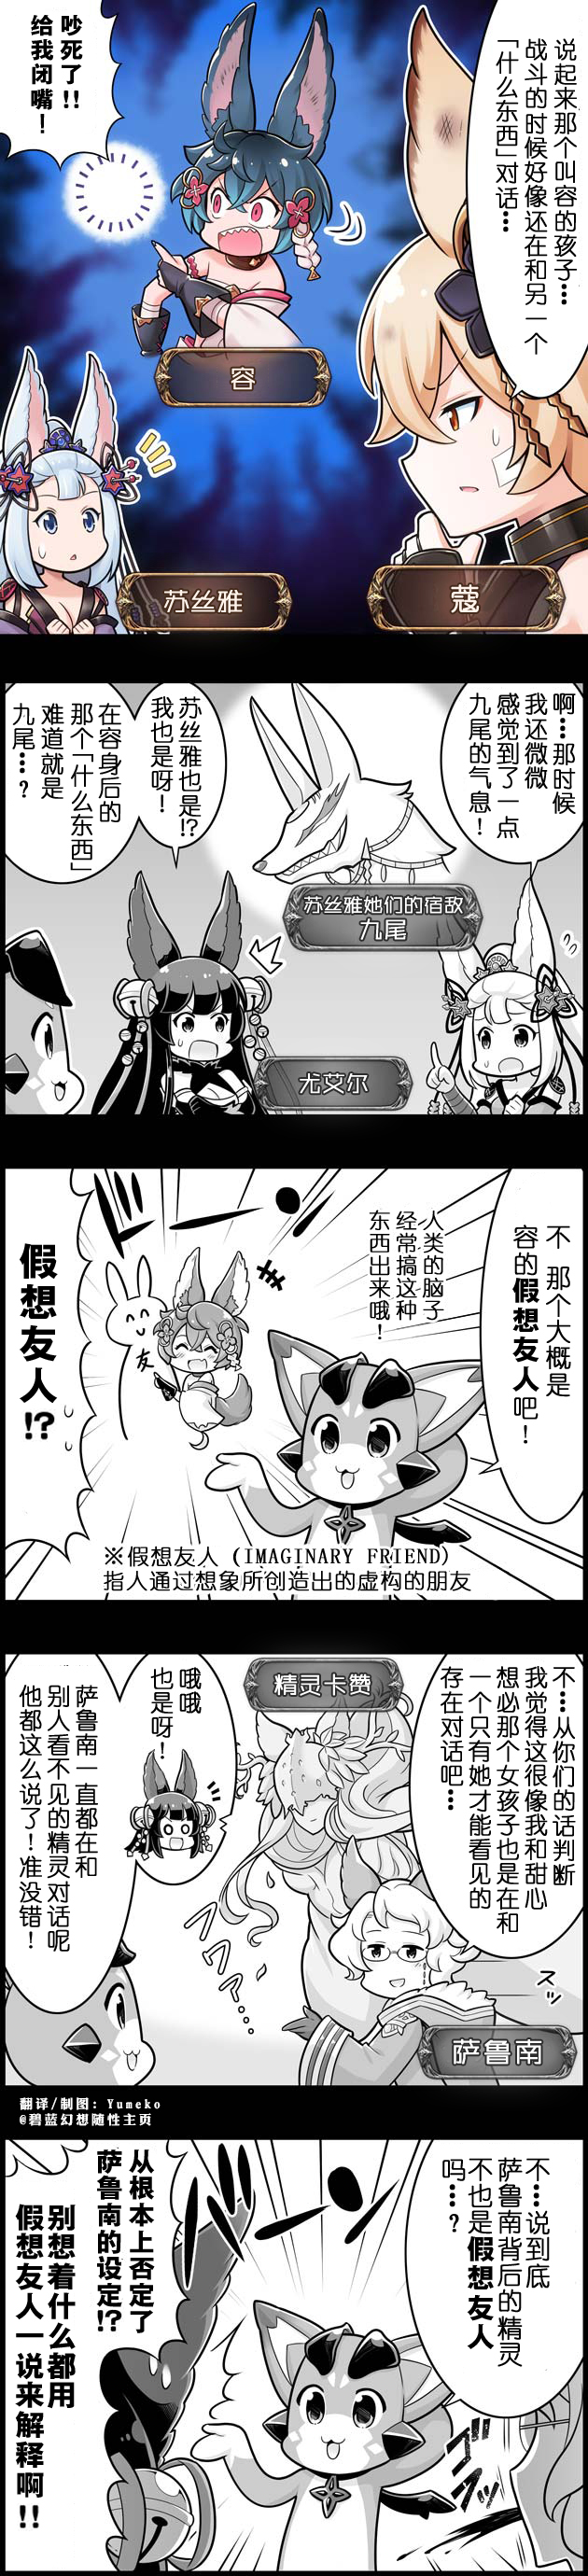 说起来那个叫容的孩子…
战斗的时候好像还在和另一个
「什么东西」对话…
吵死了!!
给我闭嘴！
容
苏丝雅
蔻
啊…那时候
我还微微
感觉到了一点
九尾的气息！
苏丝雅也是!?
我也是呀！
在容身后的
那个「什么东西」
难道就是
九尾…？
苏丝雅她们的宿敌
九尾
尤艾尔
不 那个大概是
容的假想友人吧！
人类的脑子
经常搞这种
东西出来哦！
友
假想友人!?
※假想友人（IMAGINARY FRIEND）
指人通过想象所创造出的虚构的朋友
不…从你们的话判断
我觉得这很像我和甜心
想必那个女孩子也是在和
一个只有她才能看见的
存在对话吧…
精灵卡赞
哦哦
也是呀！
萨鲁南一直都在和
别人看不见的精灵对话呢
他都这么说了！准没错！
ワクワク…
スッ
萨鲁南
翻译/制图：Yumeko
@碧蓝幻想随性主页
不…说到底
萨鲁南背后的精灵
不也是假想友人
吗…？
从根本上否定了
萨鲁南的设定!?
别想着什么都用
假想友人一说来解释啊!!